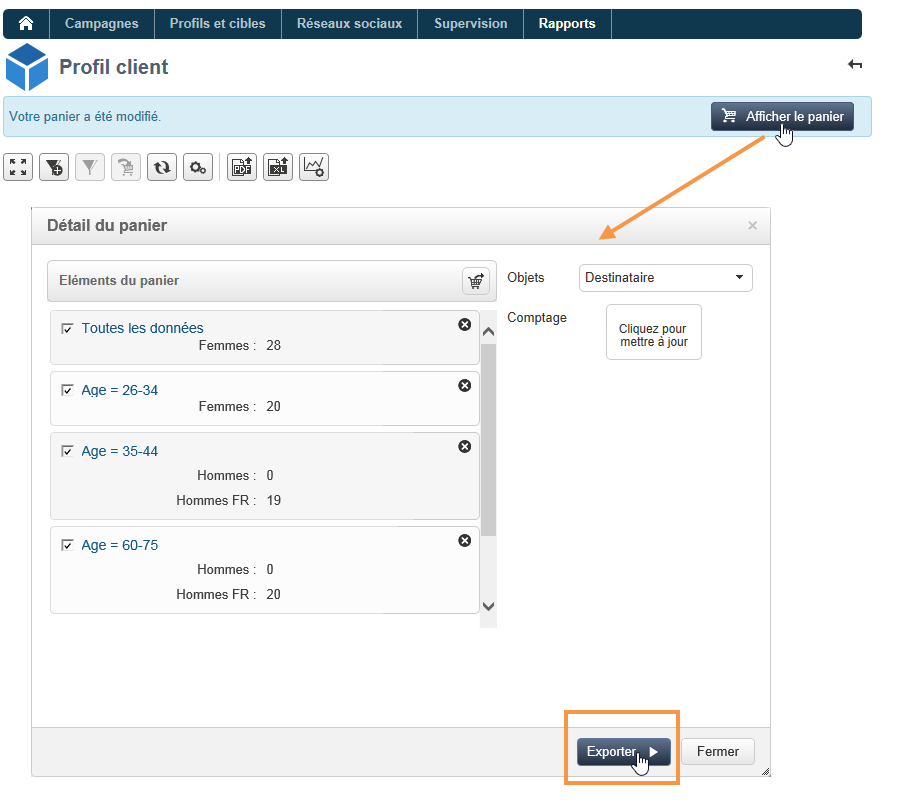 Campagnes Profils et cibles Réseaux sociaux Supervision Rapports
Profil client
Votre panier a été modifié.
Afficher le panier
PDF XL
Détail du panier
Eléments du panier
Objets
Destinataire
Comptage
Cliquez pour
mettre à jour
Toutes les données
Femmes : 28
Age = 26-34
Femmes : 20
Age = 35-44
Hommes : 0
Hommes FR : 19
Age = 60-75
Hommes : 0
Hommes FR : 20
Exporter
Fermer